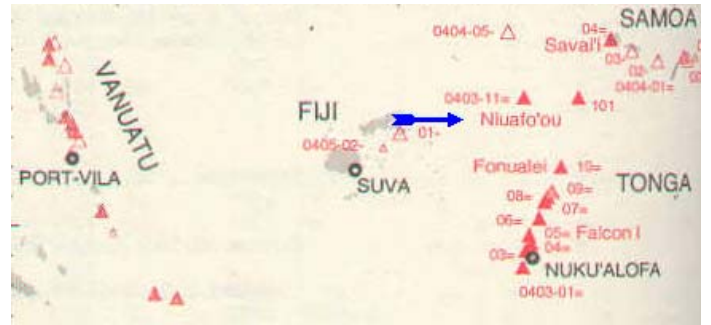 0404-05-
04=
SAMOA
Savai'i
03-
02-
0404-01=
VANUATU
FIJI
0403-11=
101
Niuafo'ou
01-
0405-02-
PORT-VILA
SUVA
Fonualei
10=
TONGA
08=
09=
07=
06=
05= Falcon I
04=
03=
NUKU'ALOFA
0403-01=